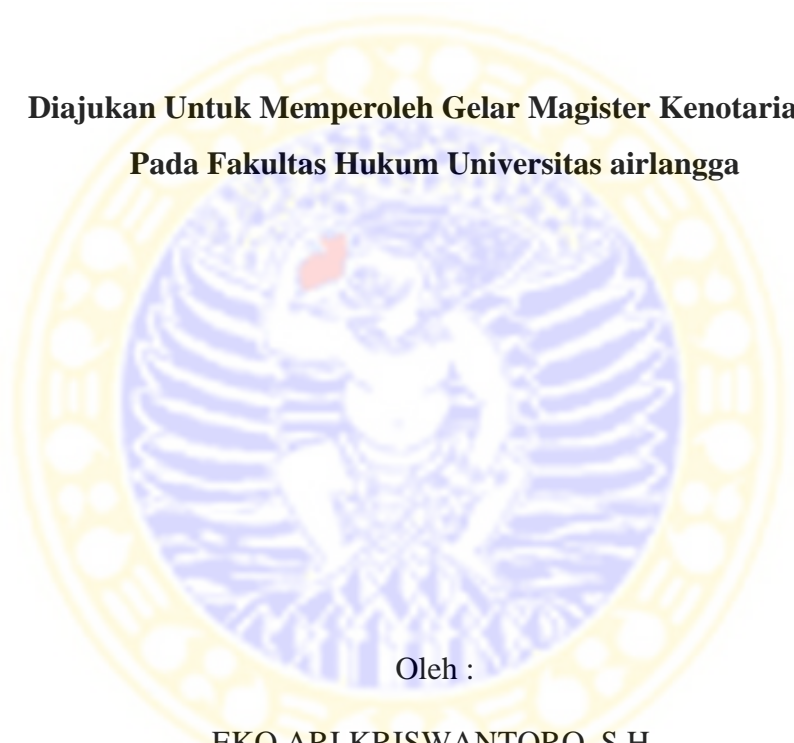 Diajukan Untuk Memperoleh Gelar Magister Kenotaria
Pada Fakultas Hukum Universitas airlangga
Oleh :
EKO ARI KRISWANTORO, S.H